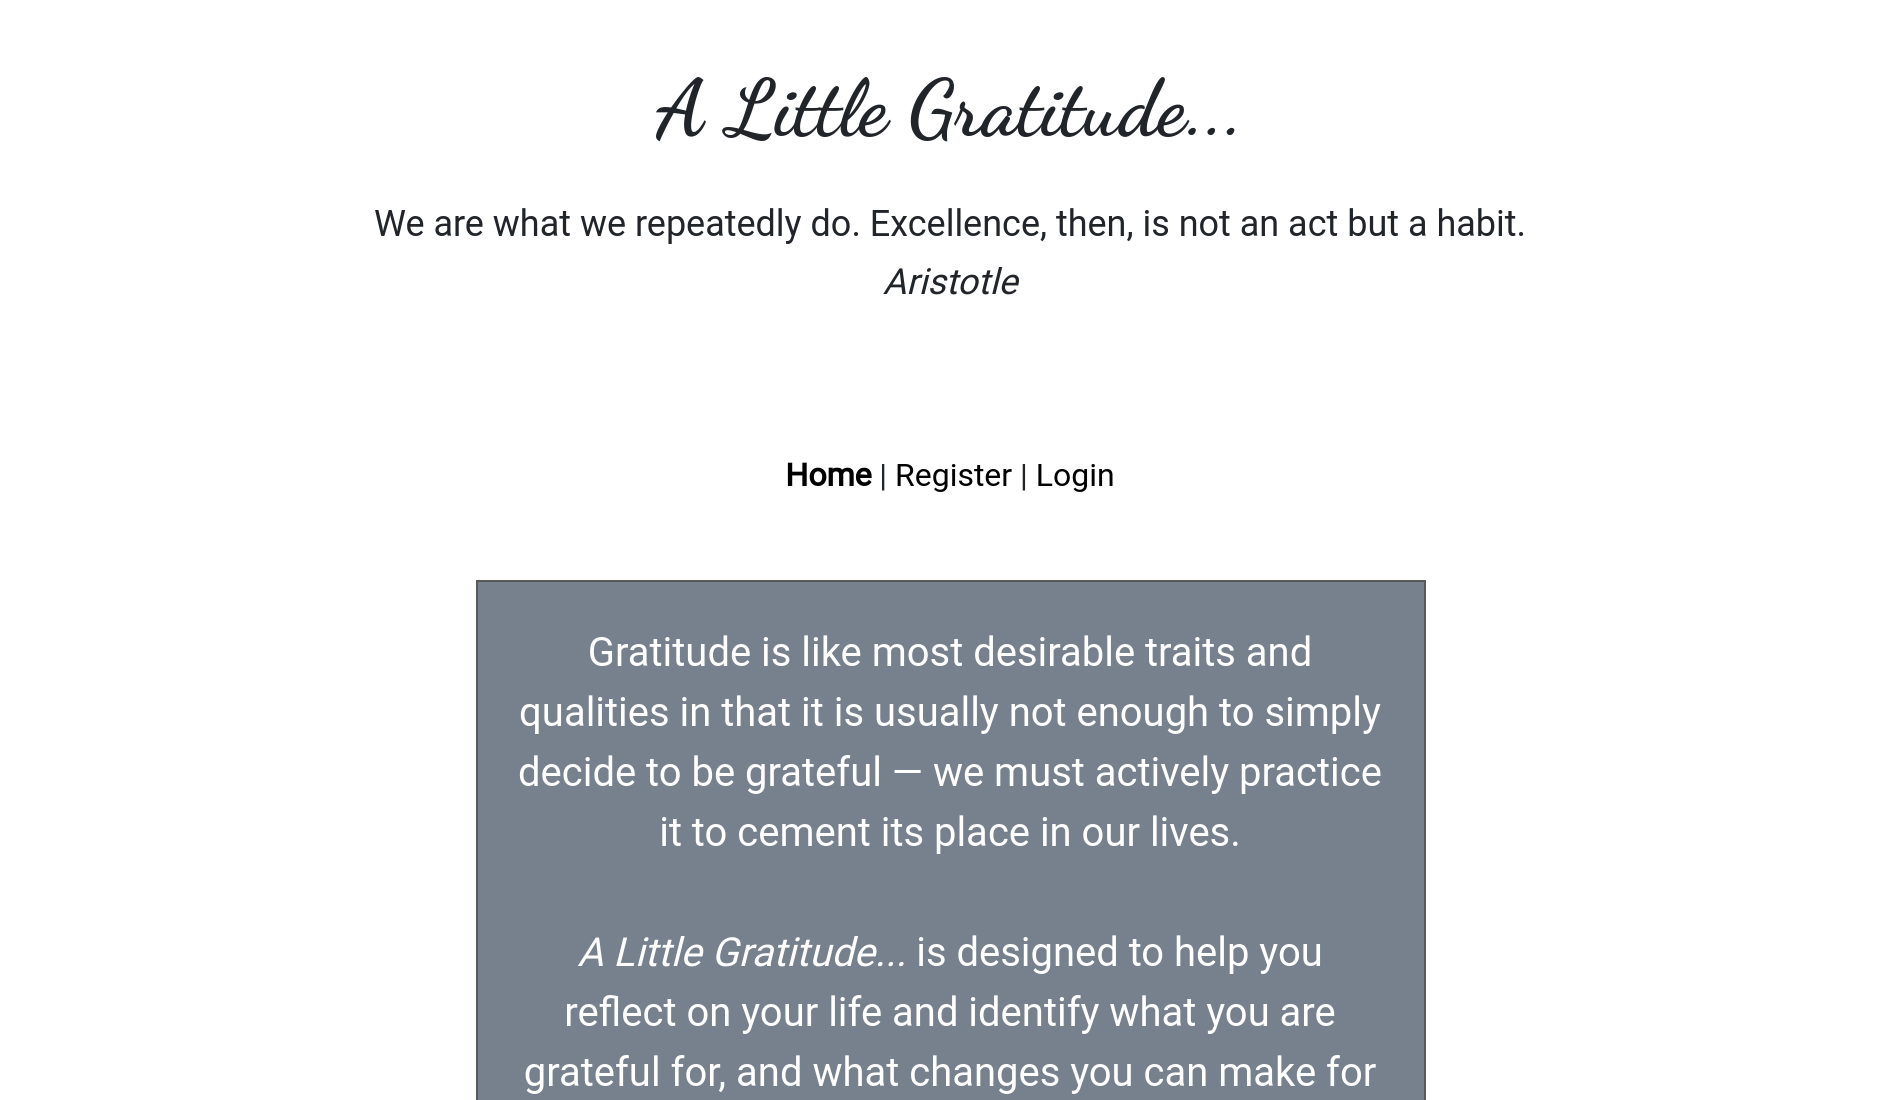 A Little Gratitude...
We are what we repeatedly do. Excellence, then, is not an act but a habit.
Aristotle
Home | Register | Login
Gratitude is like most desirable traits and
qualities in that it is usually not enough to simply
decide to be grateful — we must actively practice
it to cement its place in our lives.
A Little Gratitude... is designed to help you
reflect on your life and identify what you are
grateful for, and what changes you can make for